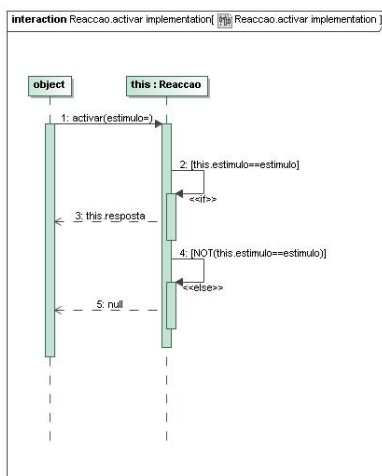 interaction Reaccao.activar implementation[ Reaccao.activar implementation ]
object
this : Reaccao
1: activar(estimulo=)
2: [this.estimulo==estimulo]
<<if>>
3: this.resposta
4: [NOT(this.estimulo==estimulo)]
<<else>>
5: null